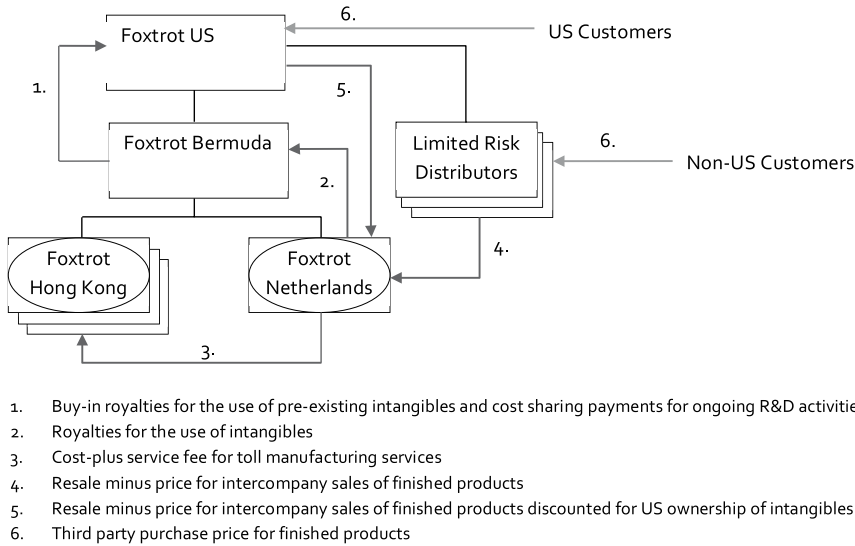 6.
Foxtrot US
US Customers
1.
5.
Foxtrot Bermuda
Limited Risk
Distributors
6.
Non-US Customers
2.
4.
Foxtrot
Hong Kong
Foxtrot
Netherlands
3.
1. Buy-in royalties for the use of pre-existing intangibles and cost sharing payments for ongoing R&D activitie
2. Royalties for the use of intangibles
3. Cost-plus service fee for toll manufacturing services
4. Resale minus price for intercompany sales of finished products
5. Resale minus price for intercompany sales of finished products discounted for US ownership of intangibles
6. Third party purchase price for finished products